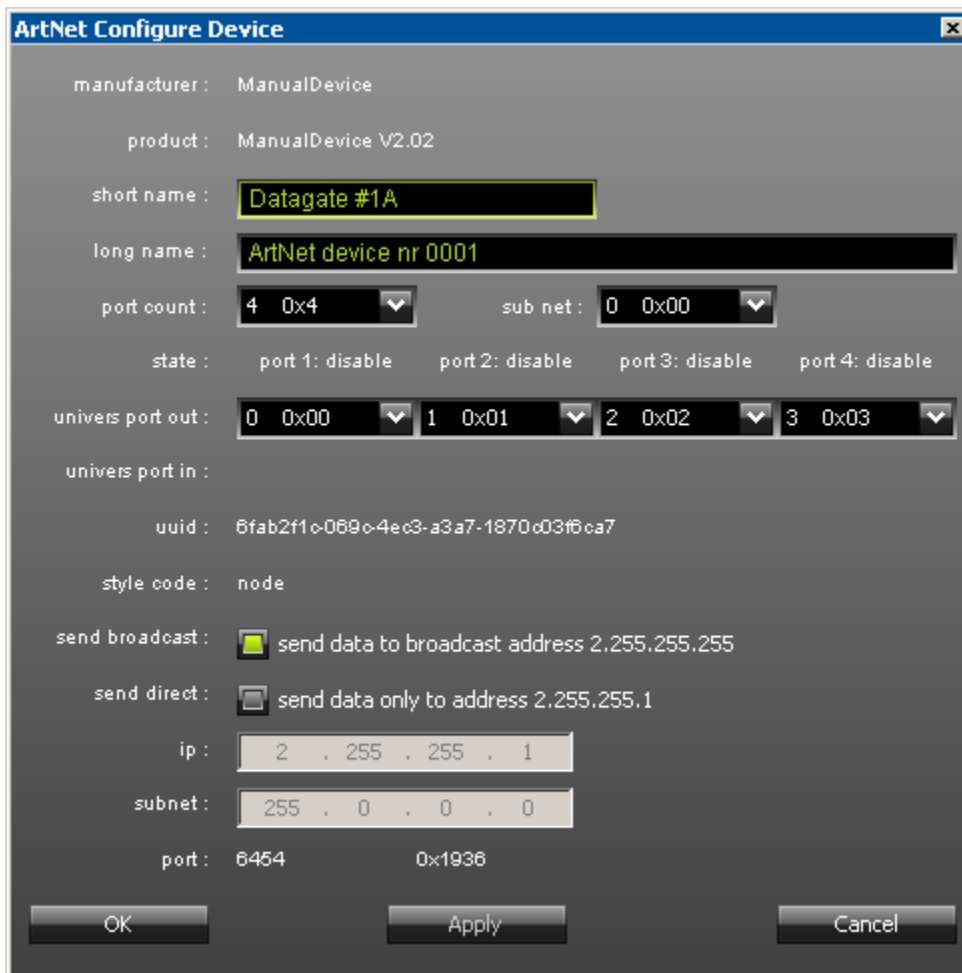 ArtNet Configure Device
manufacturer : ManualDevice
product : ManualDevice V2.02
short name : Datagate #1A
long name : ArtNet device nr 0001
port count : 4 0x4 sub net : 0 0x00
state : port 1: disable port 2: disable port 3: disable port 4: disable
univers port out : 0 0x00 1 0x01 2 0x02 3 0x03
univers port in :
uuid : 6fab2f1c-069c-4ec3-a3a7-1870c03f6ca7
style code : node
send broadcast : send data to broadcast address 2.255.255.255
send direct : send data only to address 2.255.255.1
ip : 2 . 255 . 255 . 1
subnet : 255 . 0 . 0 . 0
port : 6454 0x1936
OK Apply Cancel